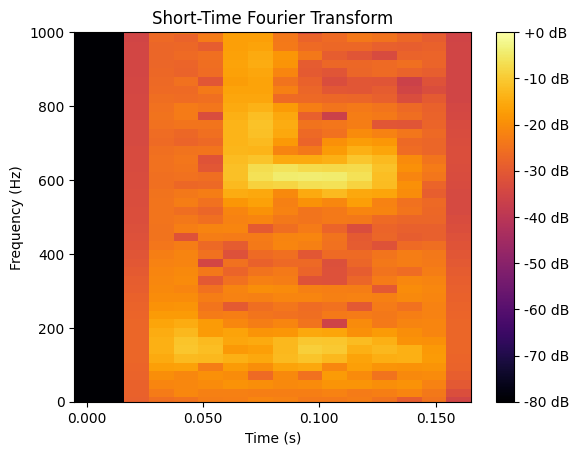 Short-Time Fourier Transform
1000
800
600
400
200
0
Frequency (Hz)
0.000
0.050
0.100
0.150
Time (s)
+0 dB
-10 dB
-20 dB
-30 dB
-40 dB
-50 dB
-60 dB
-70 dB
-80 dB